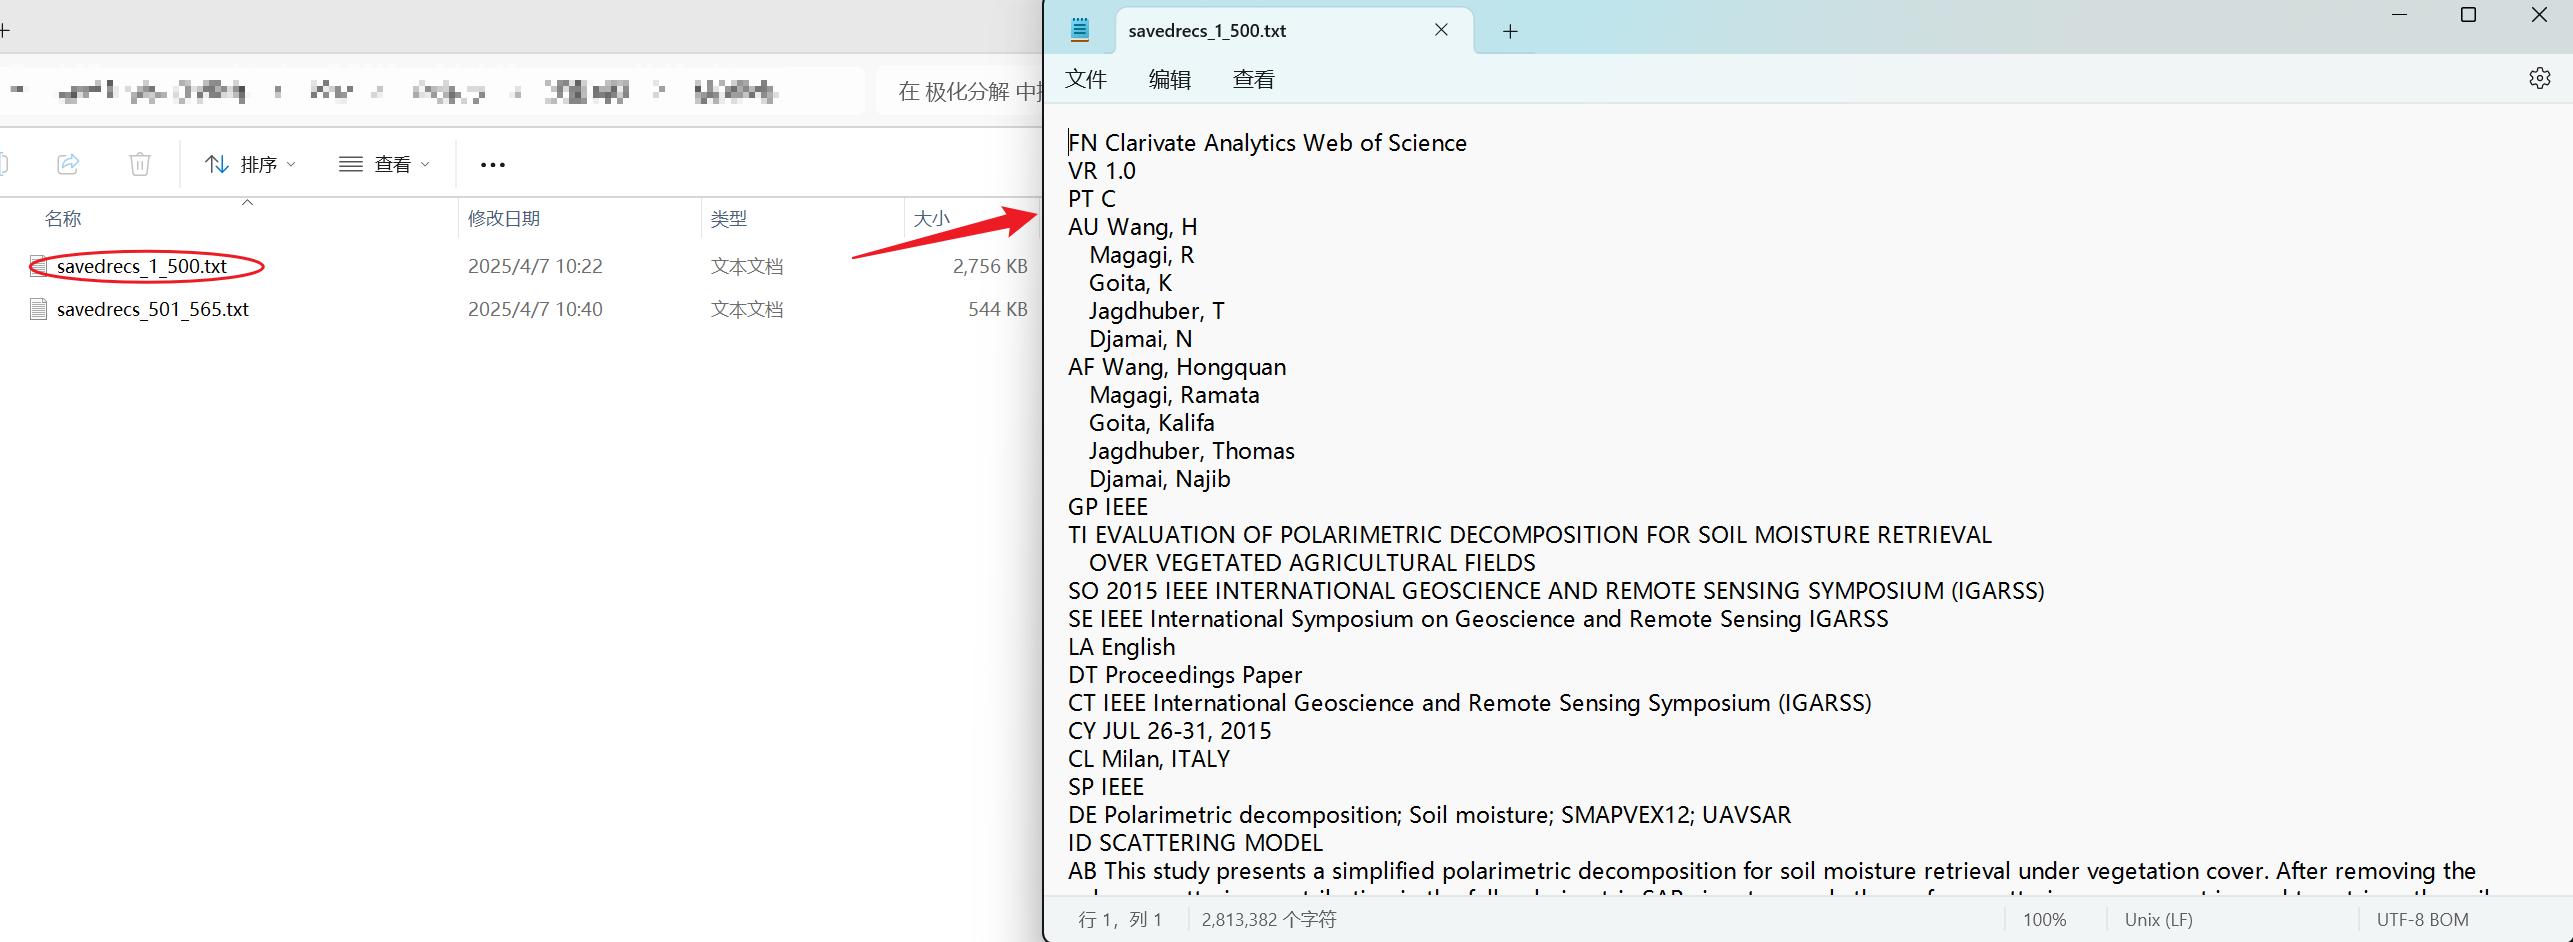 在 极化分解 中
排序
查看
名称
修改日期
类型
大小
savedrecs_1_500.txt
2025/4/7 10:22
文本文档
2,756 KB
savedrecs_501_565.txt
2025/4/7 10:40
文本文档
544 KB
savedrecs_1_500.txt
文件
编辑
查看
FN Clarivate Analytics Web of Science
VR 1.0
PT C
AU Wang, H
Magagi, R
Goita, K
Jagdhuber, T
Djamai, N
AF Wang, Hongquan
Magagi, Ramata
Goita, Kalifa
Jagdhuber, Thomas
Djamai, Najib
GP IEEE
TI EVALUATION OF POLARIMETRIC DECOMPOSITION FOR SOIL MOISTURE RETRIEVAL
OVER VEGETATED AGRICULTURAL FIELDS
SO 2015 IEEE INTERNATIONAL GEOSCIENCE AND REMOTE SENSING SYMPOSIUM (IGARSS)
SE IEEE International Symposium on Geoscience and Remote Sensing IGARSS
LA English
DT Proceedings Paper
CT IEEE International Geoscience and Remote Sensing Symposium (IGARSS)
CY JUL 26-31, 2015
CL Milan, ITALY
SP IEEE
DE Polarimetric decomposition; Soil moisture; SMAPVEX12; UAVSAR
ID SCATTERING MODEL
AB This study presents a simplified polarimetric decomposition for soil moisture retrieval under vegetation cover. After removing the
行 1，列 1
2,813,382 个字符
100%
Unix (LF)
UTF-8 BOM